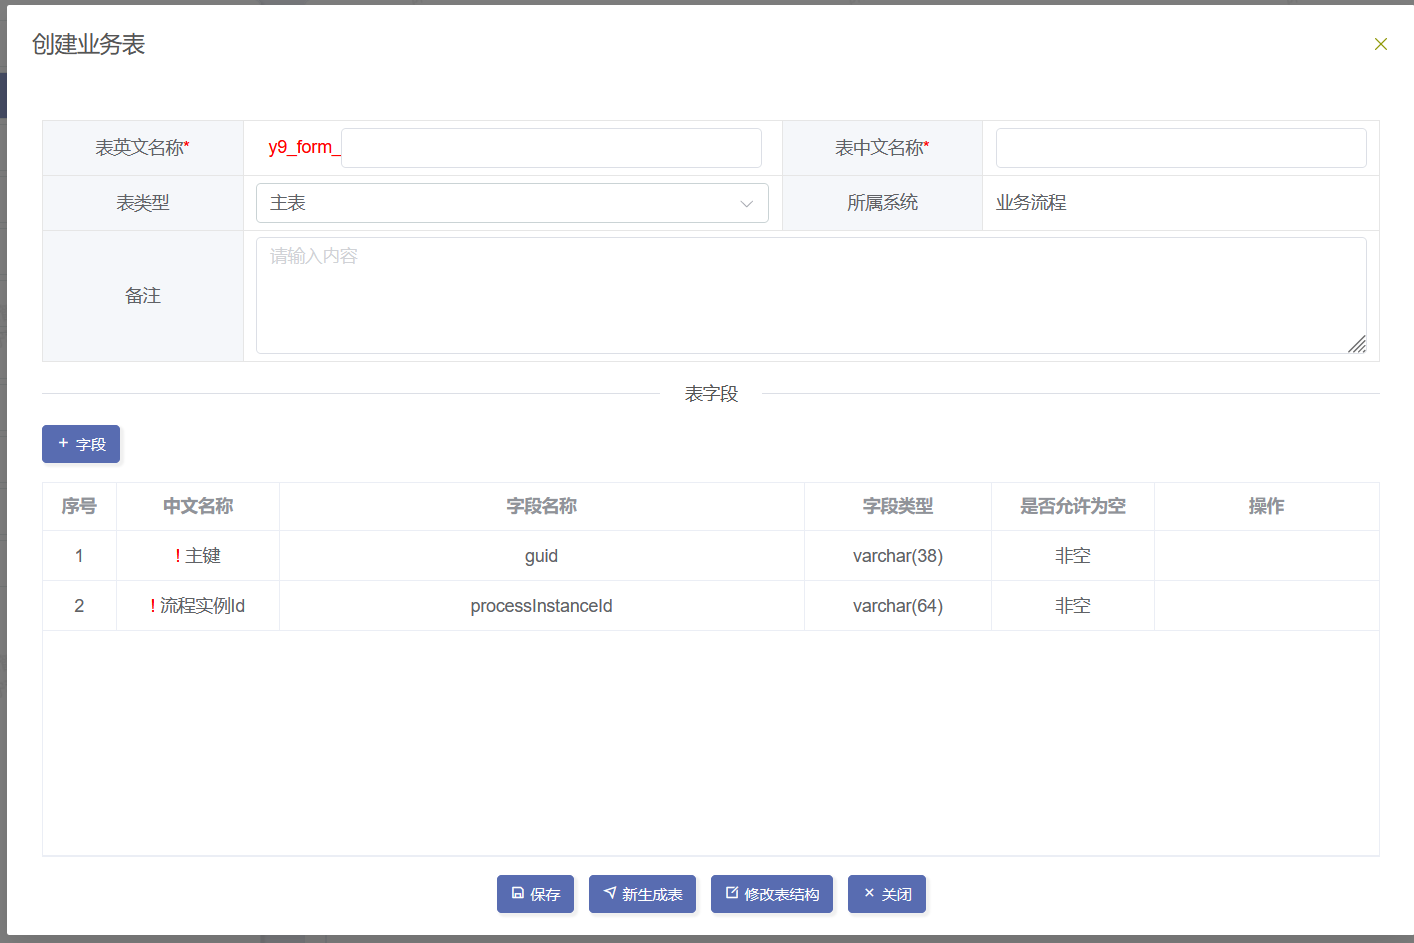 创建业务表
表英文名称* y9_form_ 表中文名称*
表类型 主表 所属系统 业务流程
备注 请输入内容
表字段
+ 字段
序号 中文名称 字段名称 字段类型 是否允许为空 操作
1 ! 主键 guid varchar(38) 非空
2 ! 流程实例Id processInstanceId varchar(64) 非空
保存 新生成表 修改表结构 关闭